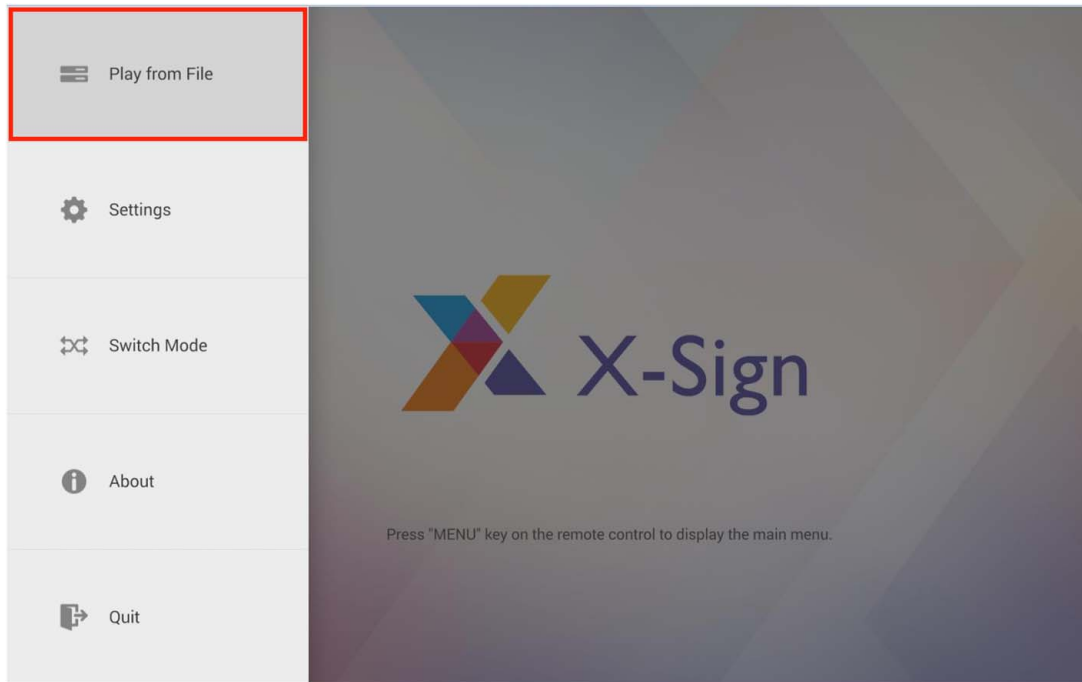 Play from File
Settings
Switch Mode
About
Quit
X-Sign
Press "MENU" key on the remote control to display the main menu.